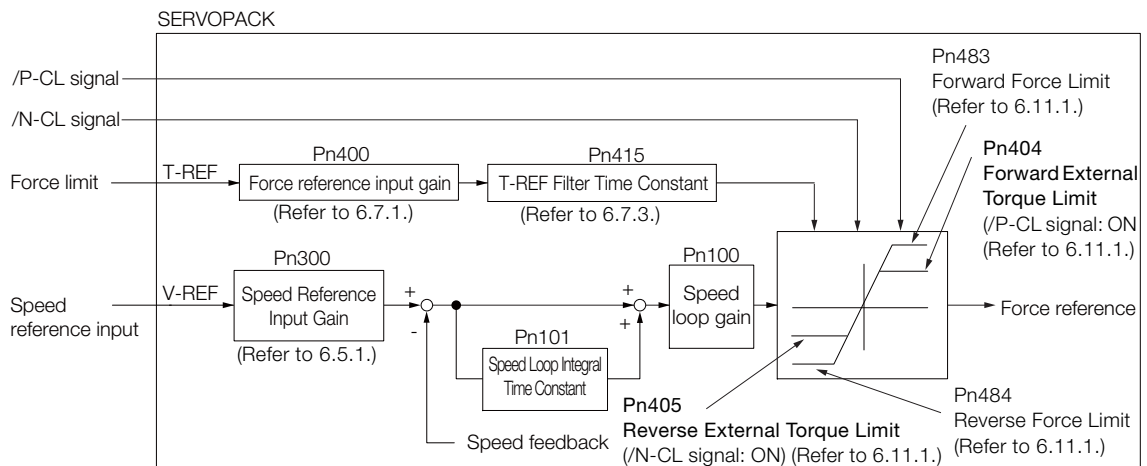 SERVOPACK
/P-CL signal
/N-CL signal
Force limit
T-REF
Pn400
Force reference input gain
(Refer to 6.7.1.)
Pn415
T-REF Filter Time Constant
(Refer to 6.7.3.)
Pn483
Forward Force Limit
(Refer to 6.11.1.)
Pn404
Forward External
Torque Limit
(/P-CL signal: ON
(Refer to 6.11.1.)
Speed
reference input
V-REF
Pn300
Speed Reference
Input Gain
(Refer to 6.5.1.)
+
-
Pn101
Speed Loop Integral
Time Constant
+
+
Pn100
Speed
loop gain
Force reference
Speed feedback
Pn405
Reverse External Torque Limit
(/N-CL signal: ON) (Refer to 6.11.1.)
Pn484
Reverse Force Limit
(Refer to 6.11.1.)